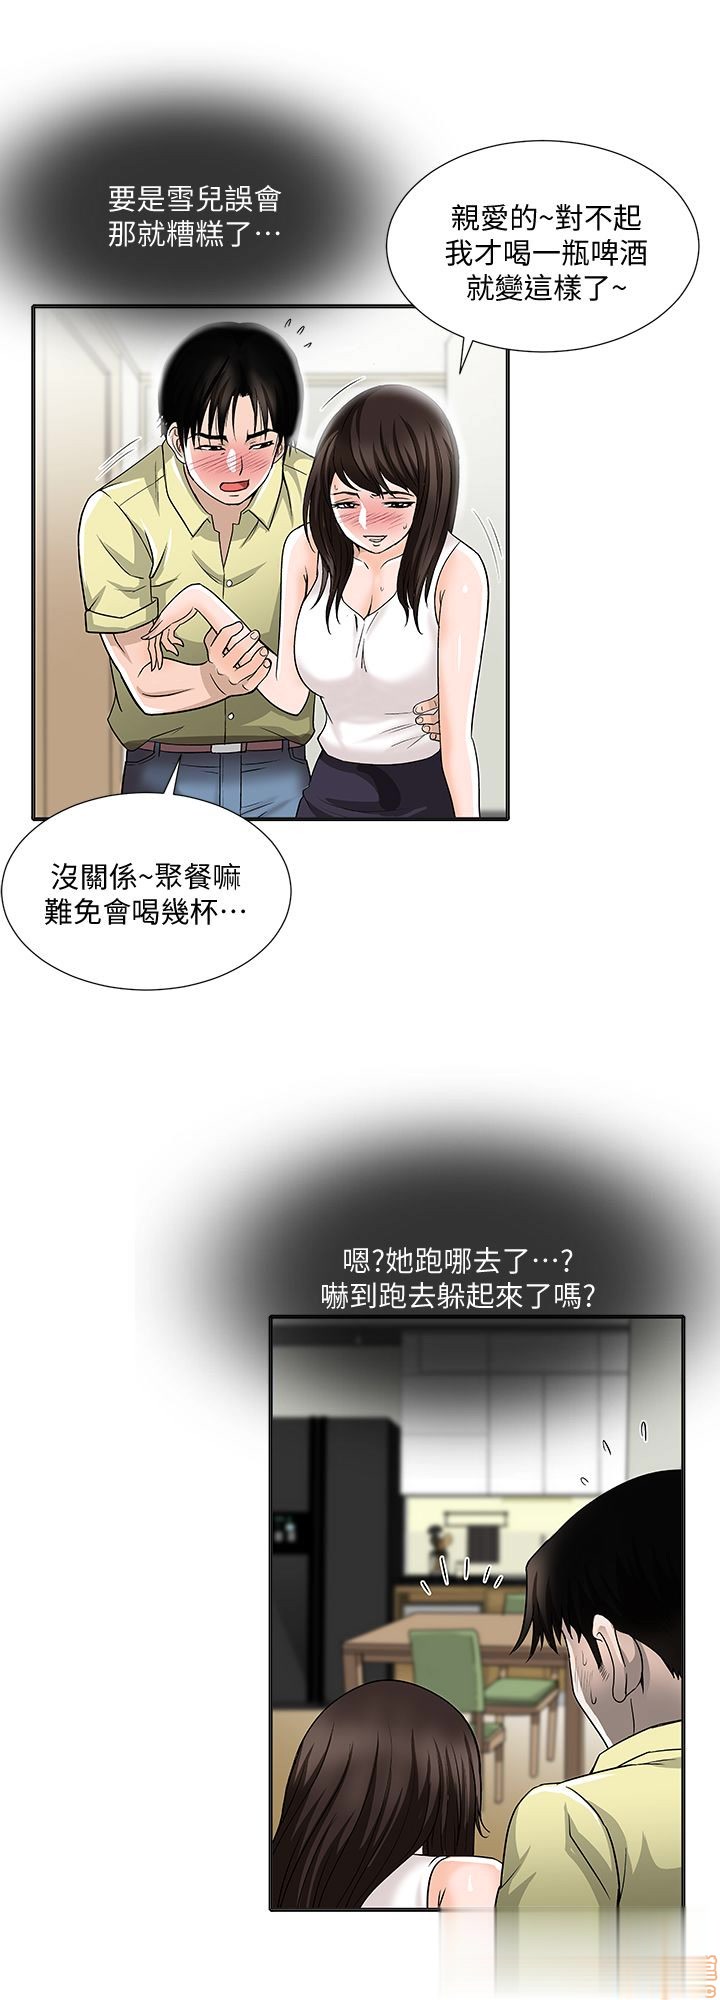 要是雪兒誤會
那就糟糕了⋯
親愛的~對不起
我才喝一瓶啤酒
就變這樣了~
沒關係~聚餐嘛
難免會喝幾杯⋯
嗯?她跑哪去了⋯?
嚇到跑去躲起來了嗎?